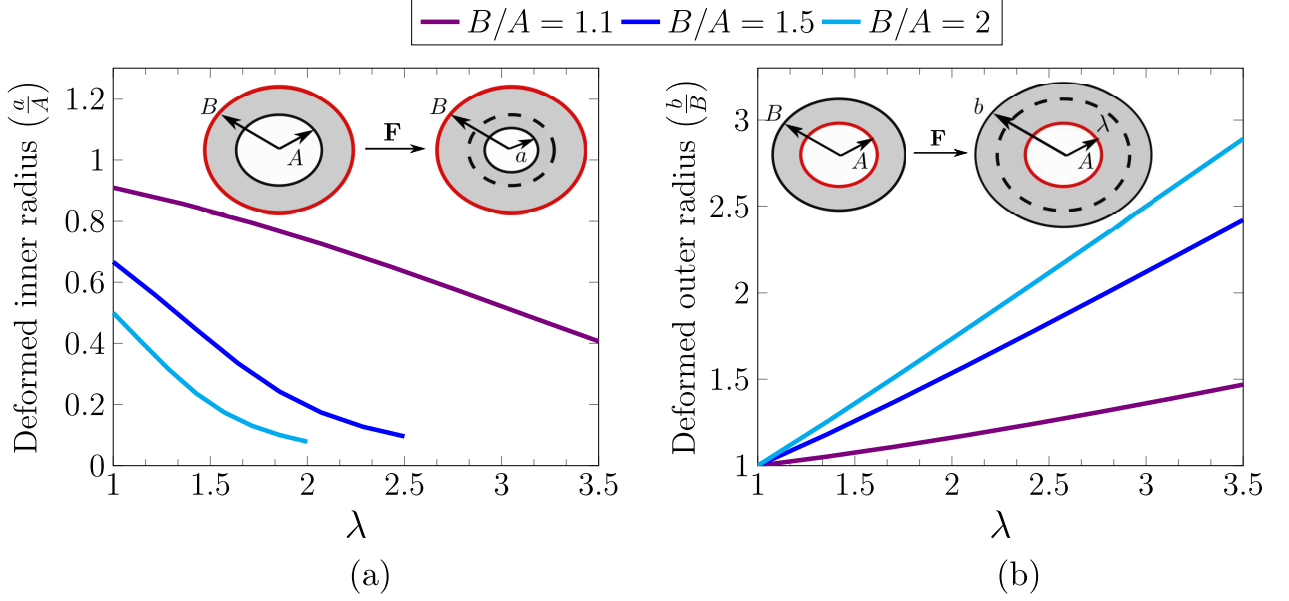 B/A = 1.1 B/A = 1.5 B/A = 2
Deformed inner radius (a/A)
1.2
1
0.8
0.6
0.4
0.2
0
1 1.5 2 2.5 3 3.5
λ
B A F B a
(a)
Deformed outer radius (b/B)
3
2.5
2
1.5
1
1 1.5 2 2.5 3 3.5
λ
B A F b λ A
(b)